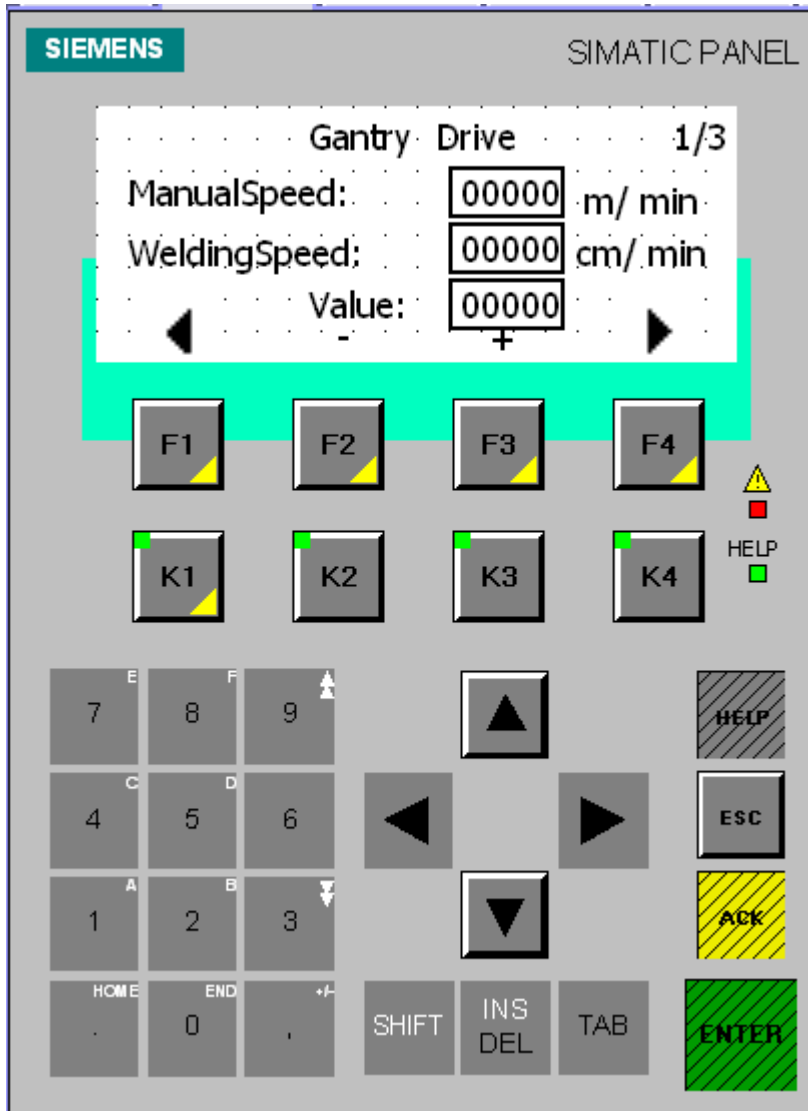 SIEMENS
SIMATIC PANEL
Gantry Drive 1/3
ManualSpeed: 00000 m/ min
WeldingSpeed: 00000 cm/ min
Value: 00000
- +
F1 F2 F3 F4
HELP
K1 K2 K3 K4
E F
7 8 9 HELP
C D
4 5 6 ESC
A B
1 2 3 ACK
HOME END +/-
. 0 , SHIFT INS DEL TAB ENTER